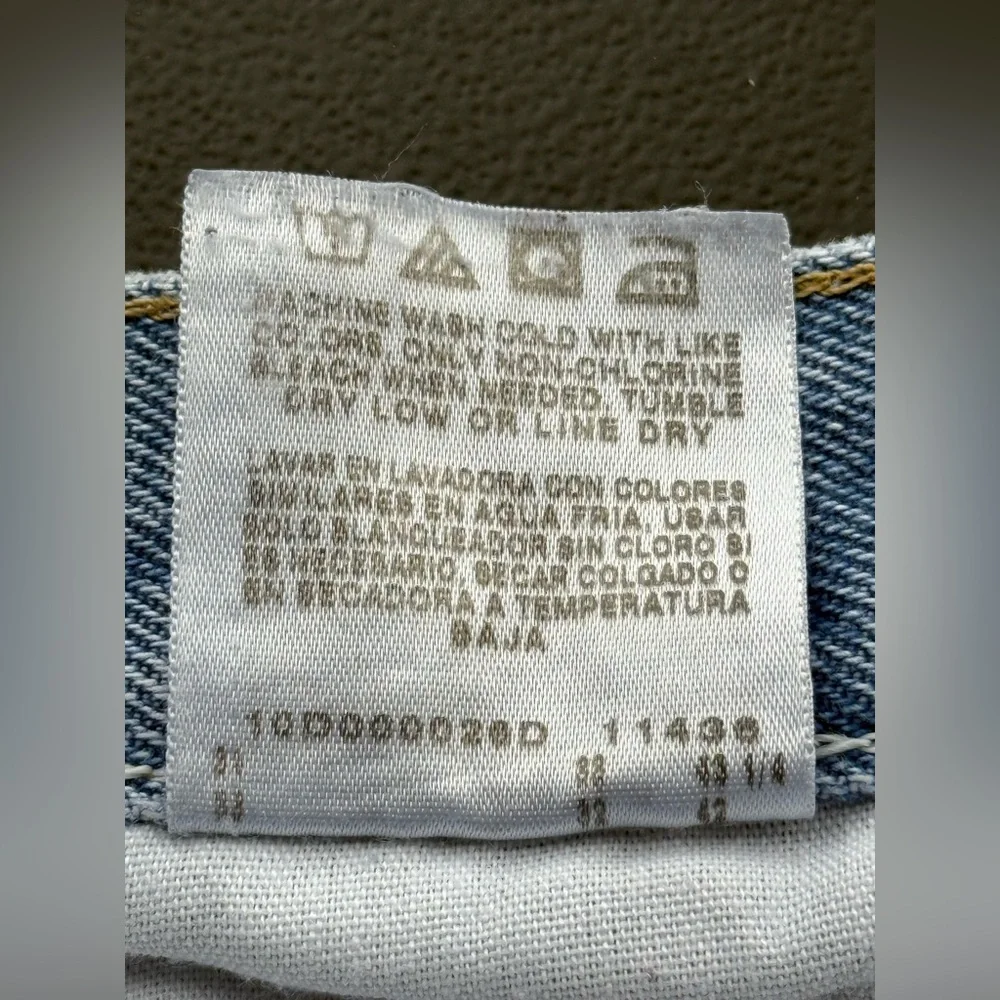 MACHINE WASH COLD WITH LIKE
COLORS. ONLY NON-CHLORINE
BLEACH WHEN NEEDED. TUMBLE
DRY LOW OR LINE DRY
LAVAR EN LAVADORA CON COLORES
SIMILARES EN AGUA FRIA. USAR
SOLO BLANQUEADOR SIN CLORO SI
ES NECESARIO. SECAR COLGADO O
EN SECADORA A TEMPERATURA
BAJA
11436
1/4